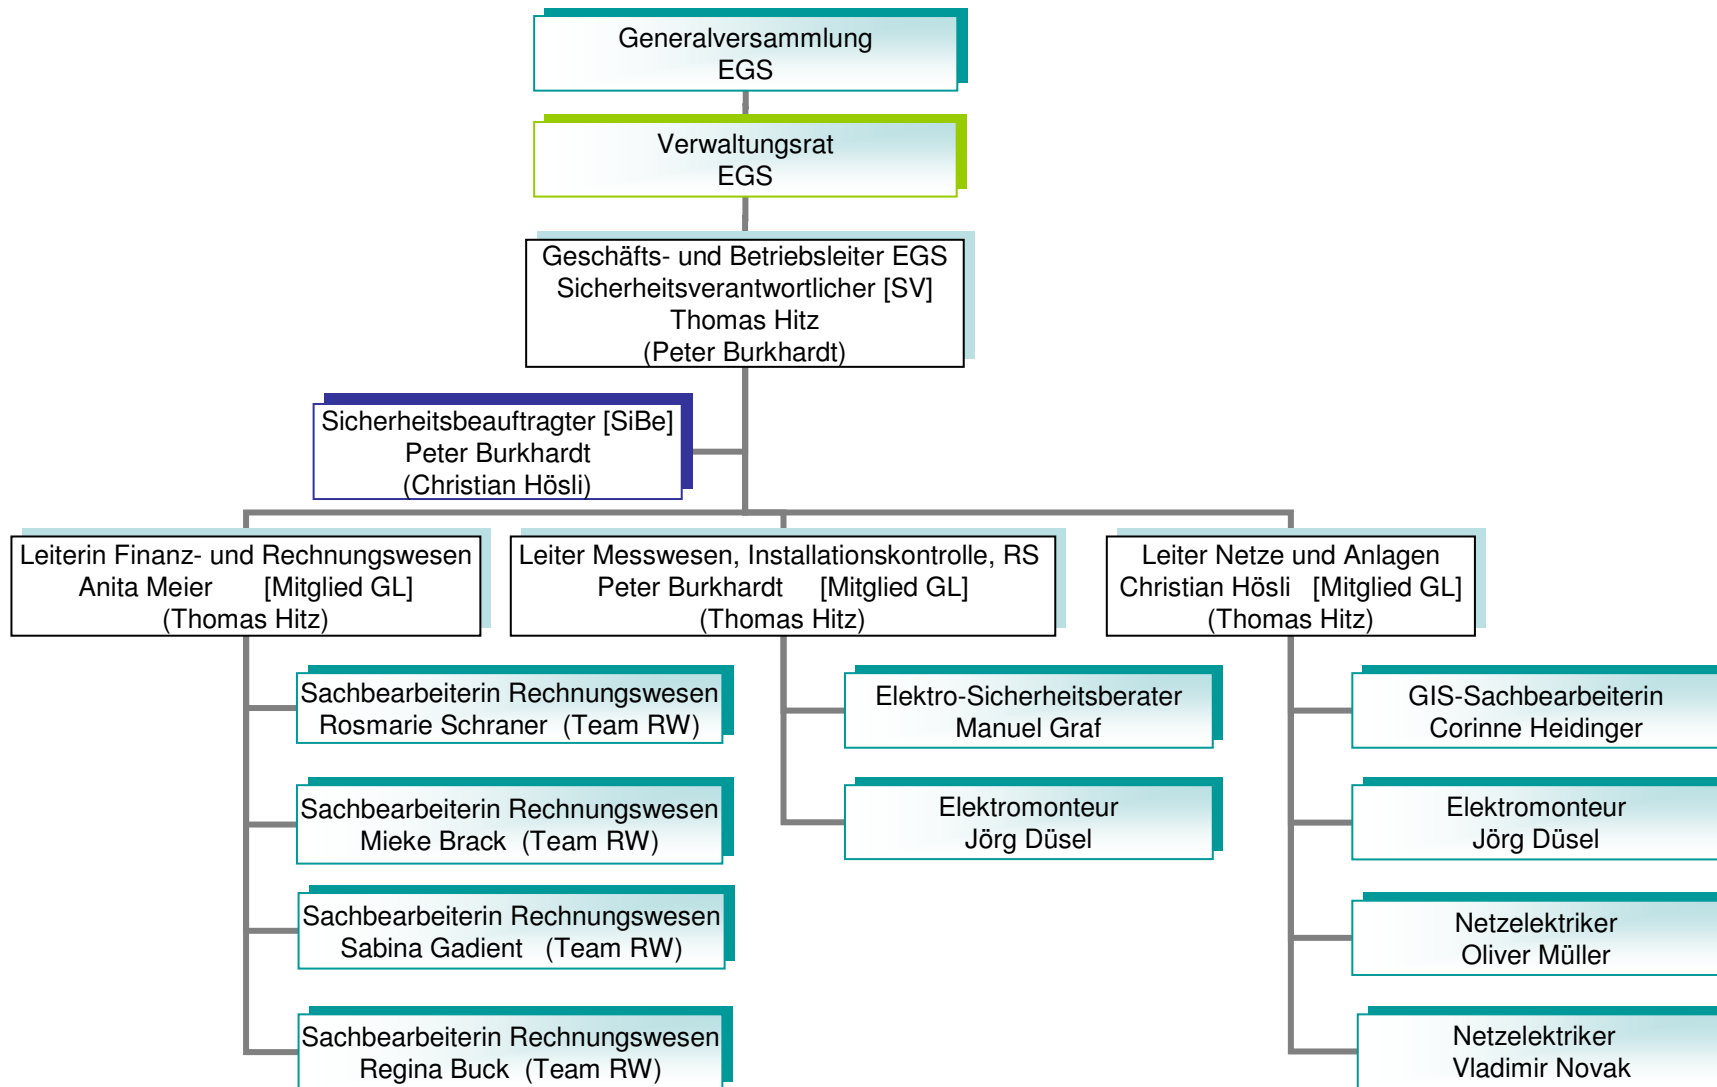 Generalversammlung
EGS
Verwaltungsrat
EGS
Geschäfts- und Betriebsleiter EGS
Sicherheitsverantwortlicher [SV]
Thomas Hitz
(Peter Burkhardt)
Sicherheitsbeauftragter [SiBe]
Peter Burkhardt
(Christian Hösli)
Leiterin Finanz- und Rechnungswesen
Anita Meier [Mitglied GL]
(Thomas Hitz)
Leiter Messwesen, Installationskontrolle, RS
Peter Burkhardt [Mitglied GL]
(Thomas Hitz)
Leiter Netze und Anlagen
Christian Hösli [Mitglied GL]
(Thomas Hitz)
Sachbearbeiterin Rechnungswesen
Rosmarie Schraner (Team RW)
Sachbearbeiterin Rechnungswesen
Mieke Brack (Team RW)
Sachbearbeiterin Rechnungswesen
Sabina Gadient (Team RW)
Sachbearbeiterin Rechnungswesen
Regina Buck (Team RW)
Elektro-Sicherheitsberater
Manuel Graf
Elektromonteur
Jörg Düsel
GIS-Sachbearbeiterin
Corinne Heidinger
Elektromonteur
Jörg Düsel
Netzelektriker
Oliver Müller
Netzelektriker
Vladimir Novak